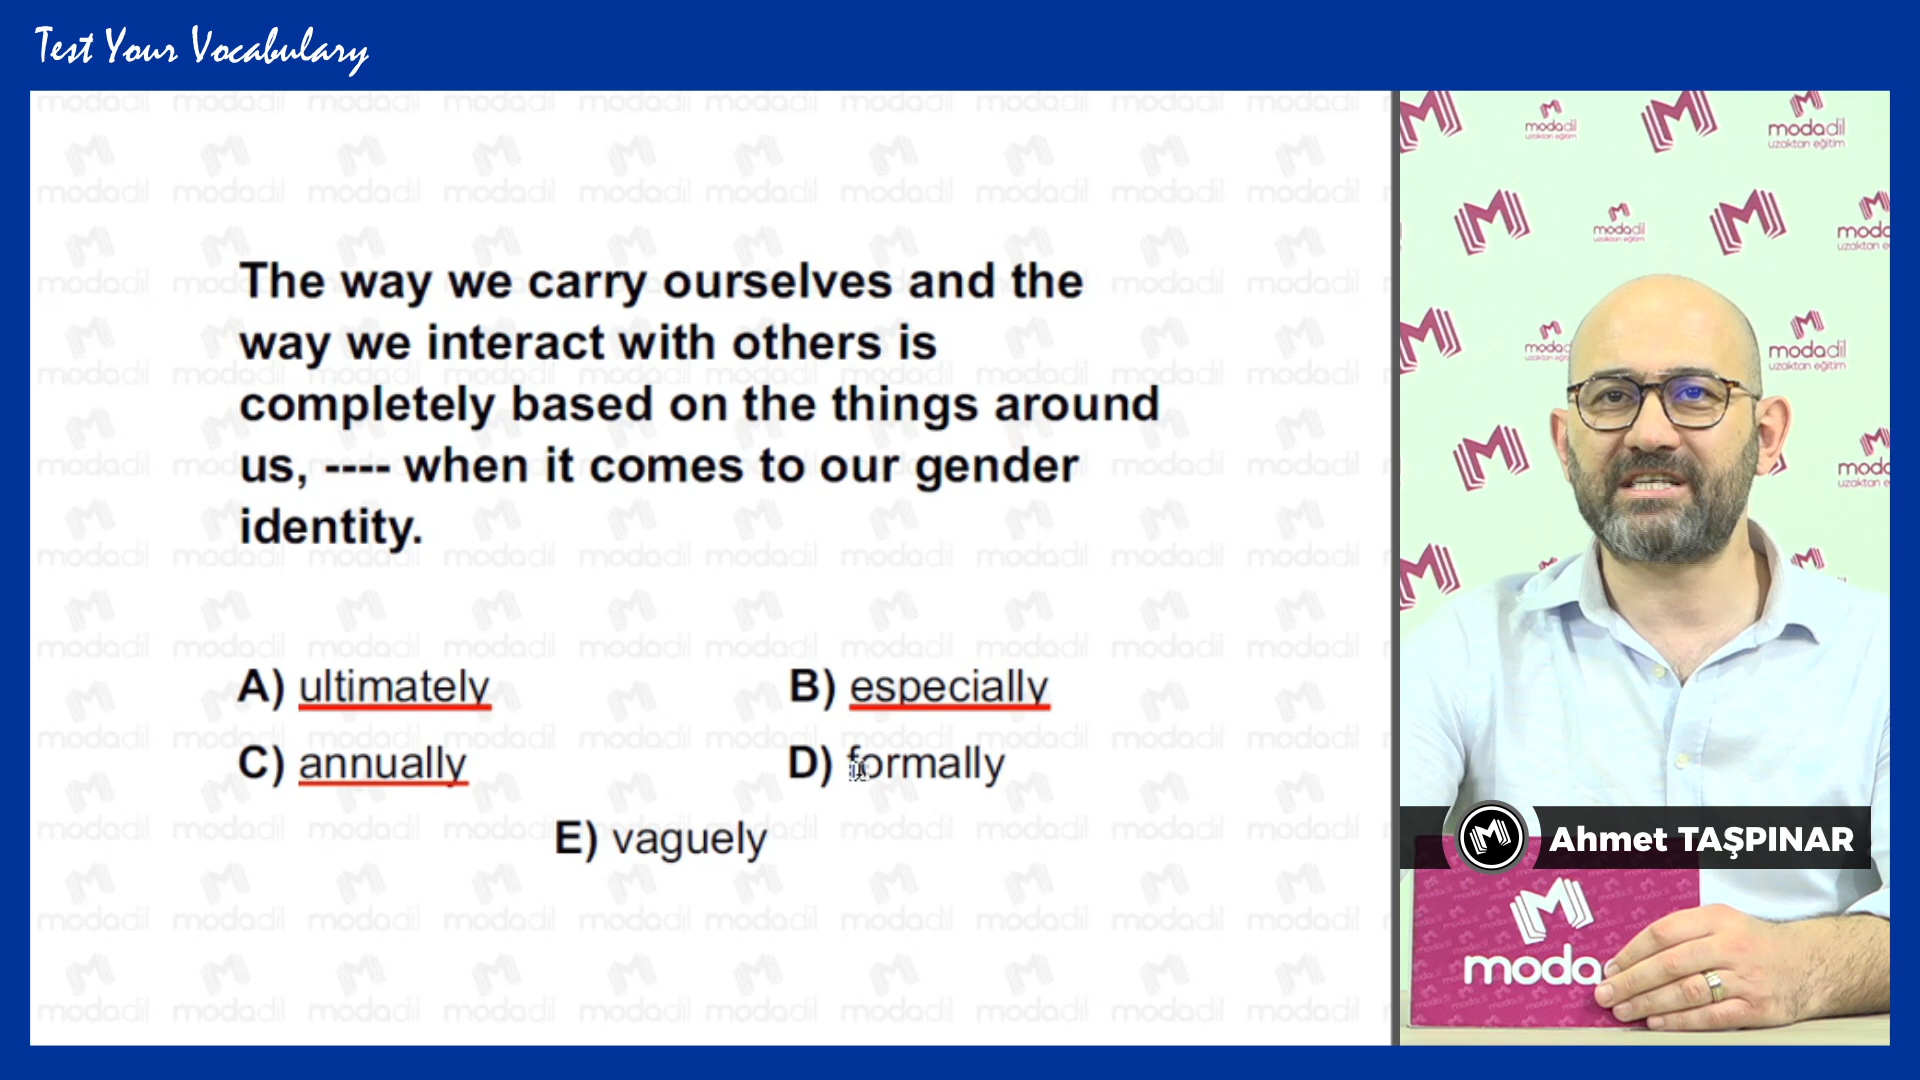 Test Your Vocabulary
The way we carry ourselves and the
way we interact with others is
completely based on the things around
us, ---- when it comes to our gender
identity.
A) ultimately
B) especially
C) annually
D) formally
E) vaguely
modadil
uzaktan eğitim
Ahmet TAŞPINAR
moda